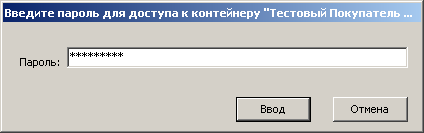 Введите пароль для доступа к контейнеру "Тестовый Покупатель ...
Пароль: *********
Ввод Отмена